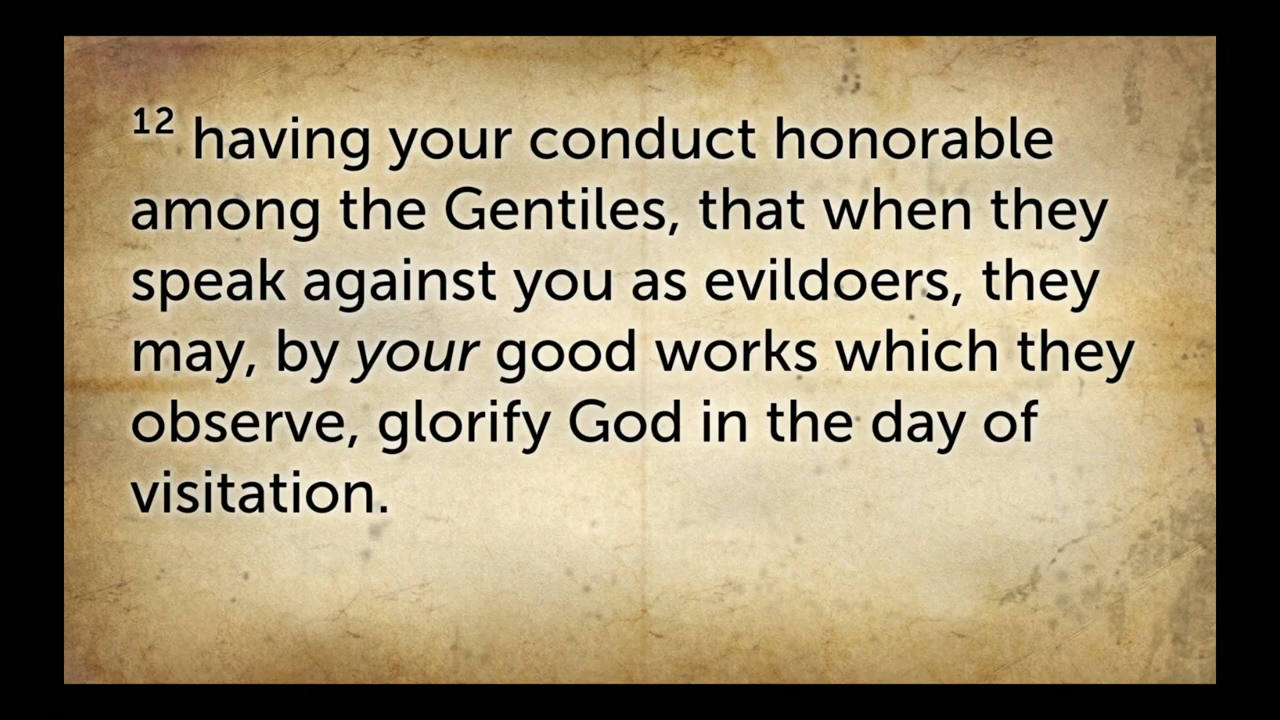 12 having your conduct honorable
among the Gentiles, that when they
speak against you as evildoers, they
may, by your good works which they
observe, glorify God in the day of
visitation.